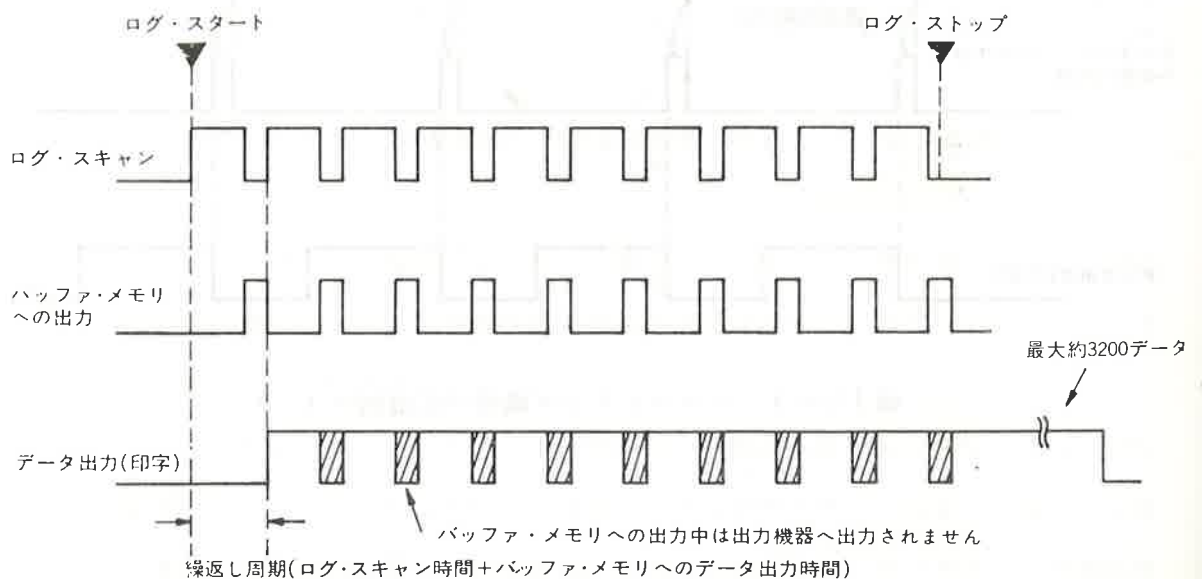 ログ・スタート
ログ・ストップ
ログ・スキャン
ハッファ・メモリ
への出力
最大約3200データ
データ出力(印字)
バッファ・メモリへの出力中は出力機器へ出力されません
繰返し周期(ログ・スキャン時間+バッファ・メモリへのデータ出力時間)